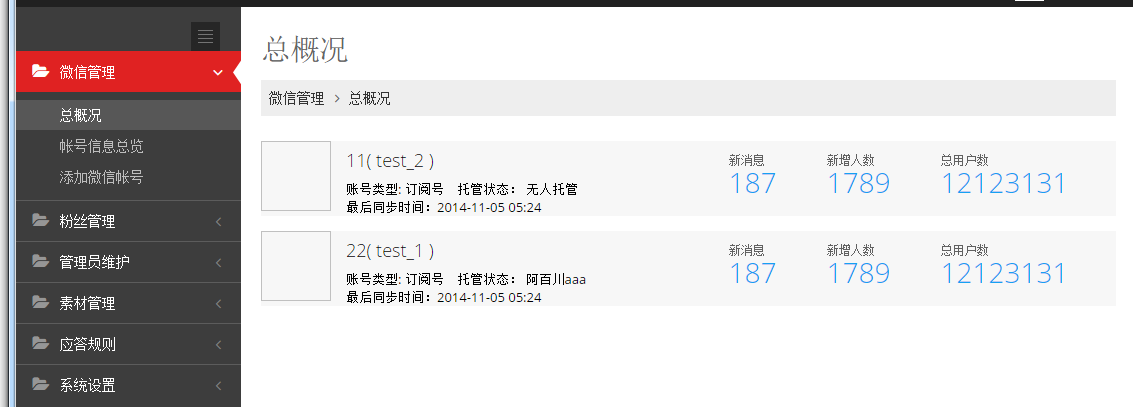 微信管理
总概况
帐号信息总览
添加微信帐号
粉丝管理
管理员维护
素材管理
应答规则
系统设置
总概况
微信管理 > 总概况
11( test_2 )
账号类型: 订阅号 托管状态： 无人托管
最后同步时间：2014-11-05 05:24
新消息
187
新增人数
1789
总用户数
12123131
22( test_1 )
账号类型: 订阅号 托管状态： 阿百川aaa
最后同步时间：2014-11-05 05:24
新消息
187
新增人数
1789
总用户数
12123131